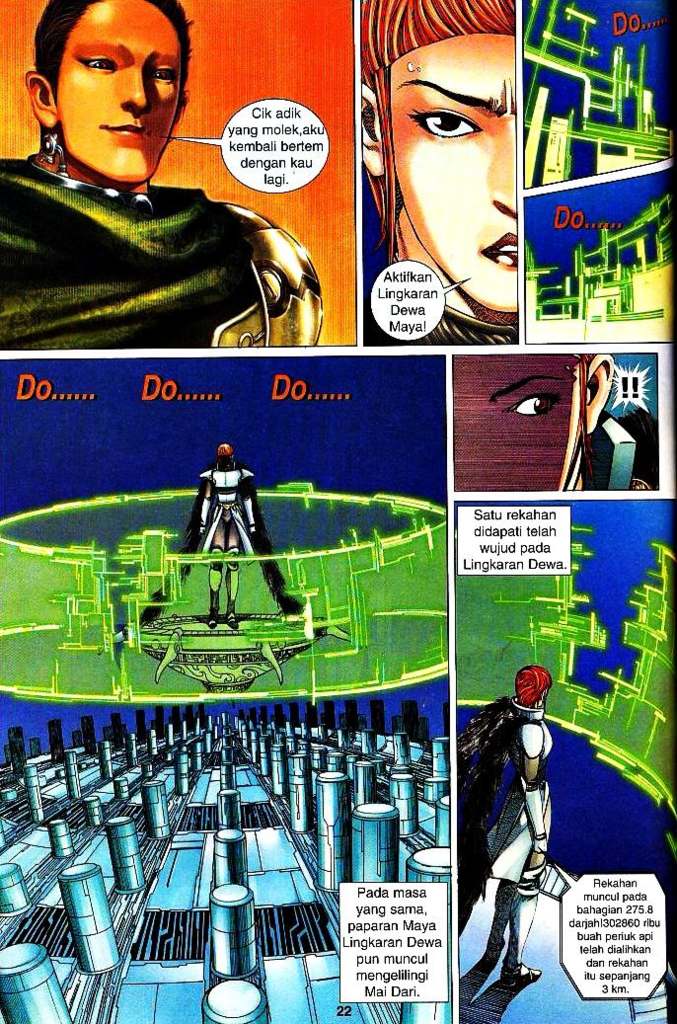 Cik adik
yang molek,aku
kembali bertem
dengan kau
lagi.
Aktifkan
Lingkaran
Dewa
Maya!
Do......
Do......
Do...... Do...... Do......
!!
Satu rekahan
didapati telah
wujud pada
Lingkaran Dewa.
Pada masa
yang sama,
paparan Maya
Lingkaran Dewa
pun muncul
mengelilingi
Mai Dari.
Rekahan
muncul pada
bahagian 275.8
darjah!302860 ribu
buah periuk api
telah dialihkan
dan rekahan
itu sepanjang
3 km.
22